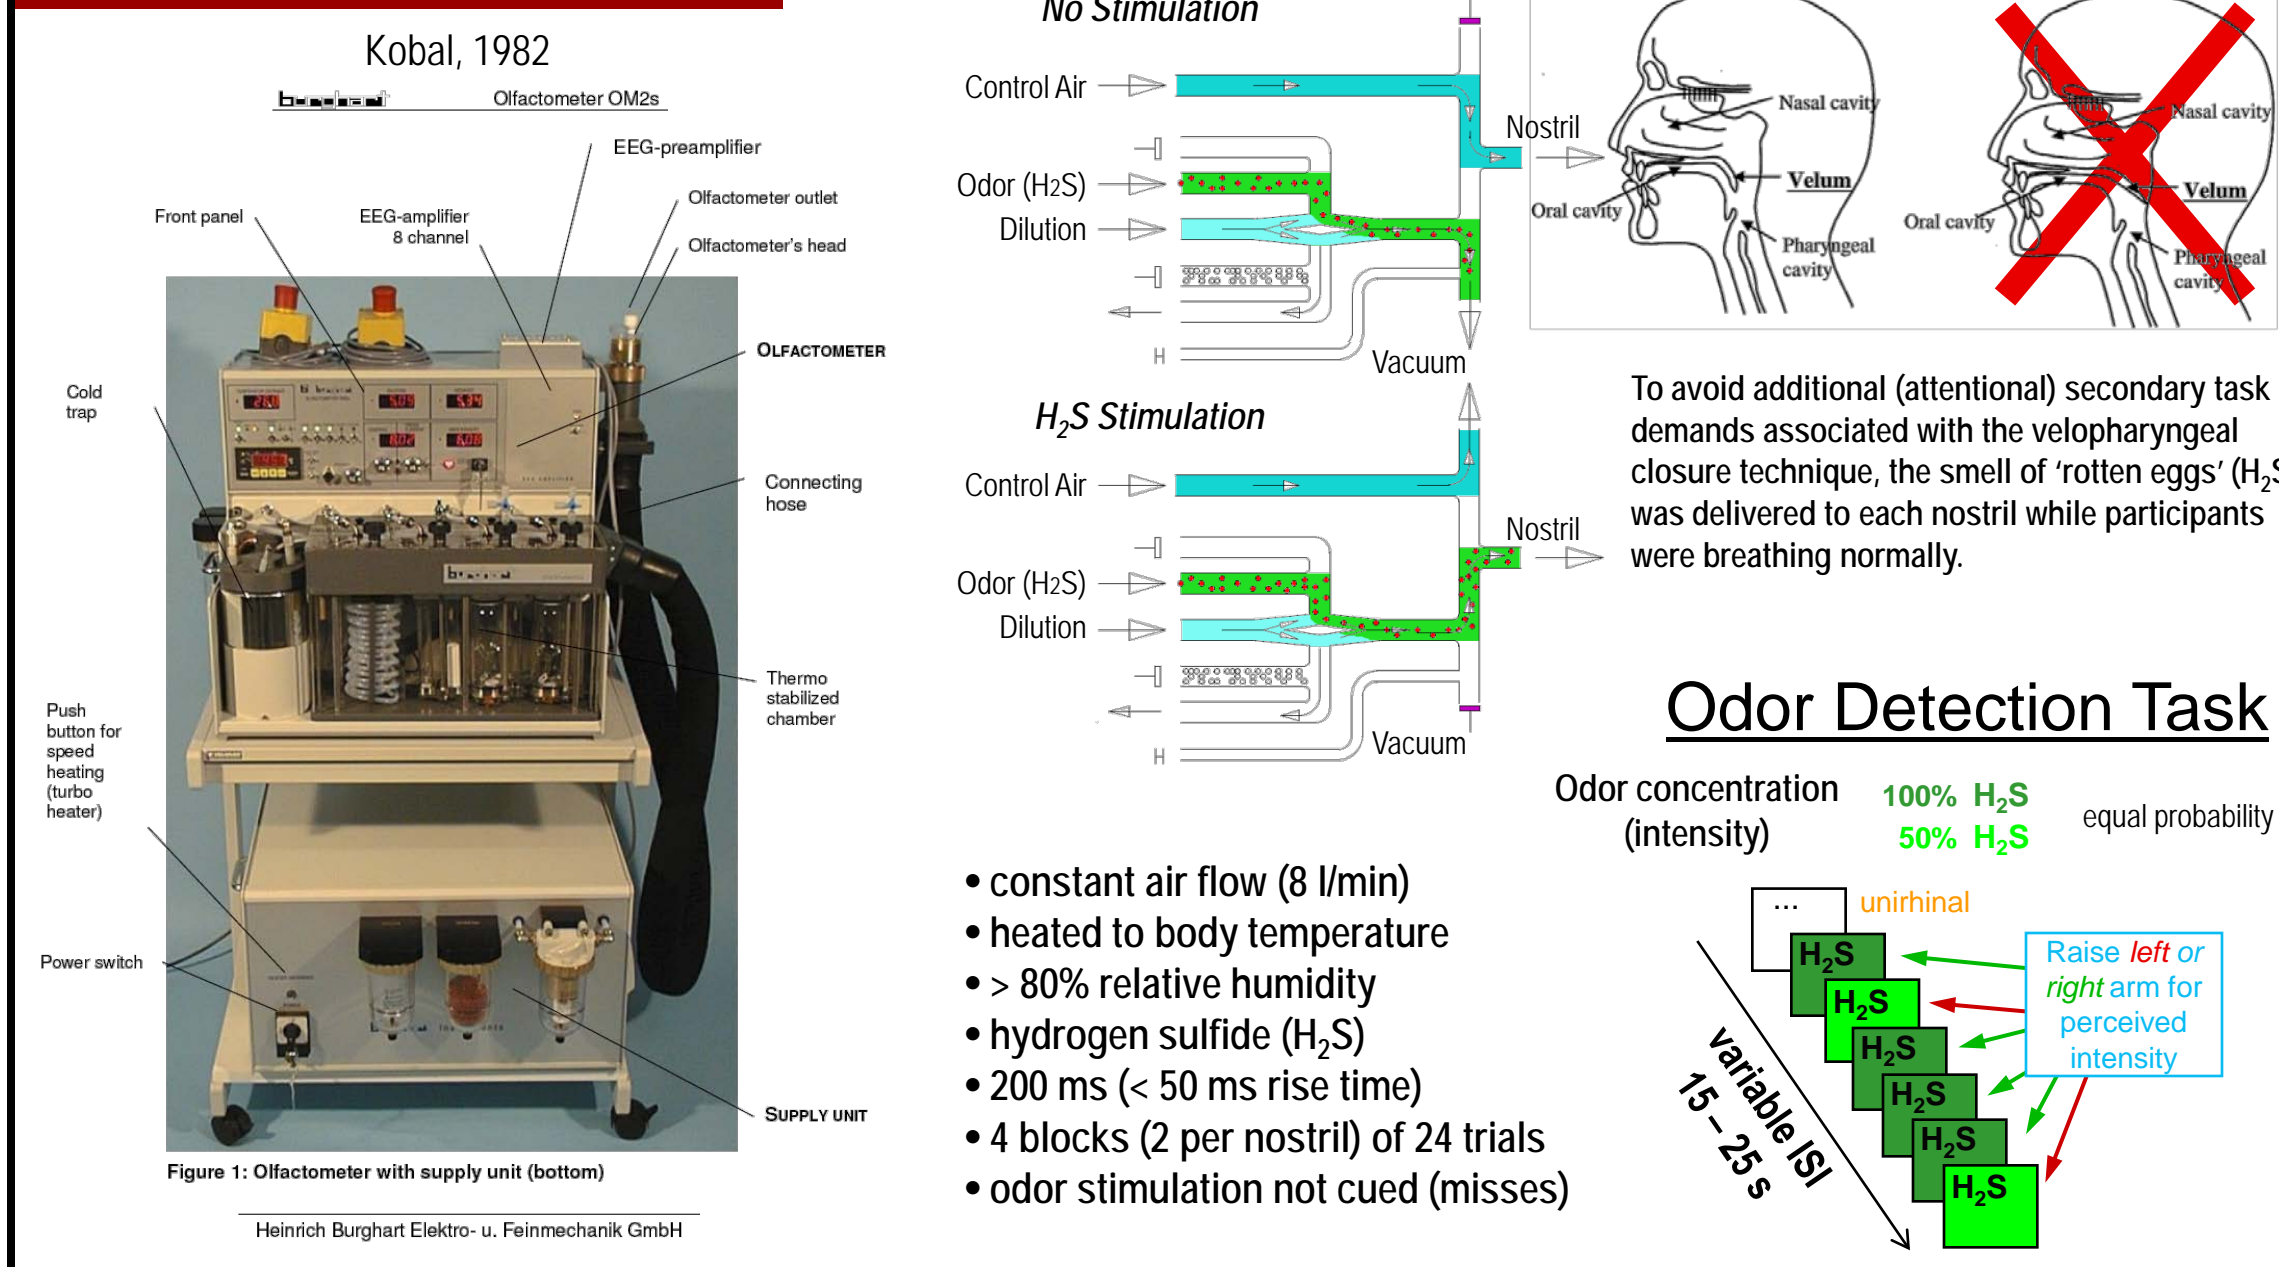 Kobal, 1982
burghart
Olfactometer OM2s
EEG-preamplifier
Olfactometer outlet
Front panel
EEG-amplifier
8 channel
Olfactometer's head
OLFACTOMETER
Cold
trap
Connecting
hose
Thermo
stabilized
chamber
Push
button for
speed
heating
(turbo
heater)
Power switch
SUPPLY UNIT
Figure 1: Olfactometer with supply unit (bottom)
Heinrich Burghart Elektro- u. Feinmechanik GmbH
No Stimulation
Control Air
Nostril
Odor (H2S)
Dilution
H
Vacuum
H₂S Stimulation
Control Air
Nostril
Odor (H2S)
Dilution
H
Vacuum
• constant air flow (8 l/min)
• heated to body temperature
• > 80% relative humidity
• hydrogen sulfide (H₂S)
• 200 ms (< 50 ms rise time)
• 4 blocks (2 per nostril) of 24 trials
• odor stimulation not cued (misses)
Nasal cavity
Velum
Oral cavity
Pharyngeal
cavity
Nasal cavity
Velum
Oral cavity
Pharyngeal
cavity
To avoid additional (attentional) secondary task
demands associated with the velopharyngeal
closure technique, the smell of ‘rotten eggs’ (H₂S
was delivered to each nostril while participants
were breathing normally.
Odor Detection Task
Odor concentration
(intensity)
100% H₂S
50% H₂S
equal probability
...
unirhinal
H₂S
H₂S
H₂S
H₂S
H₂S
H₂S
Raise left or
right arm for
perceived
intensity
variable ISI
15 – 25 s